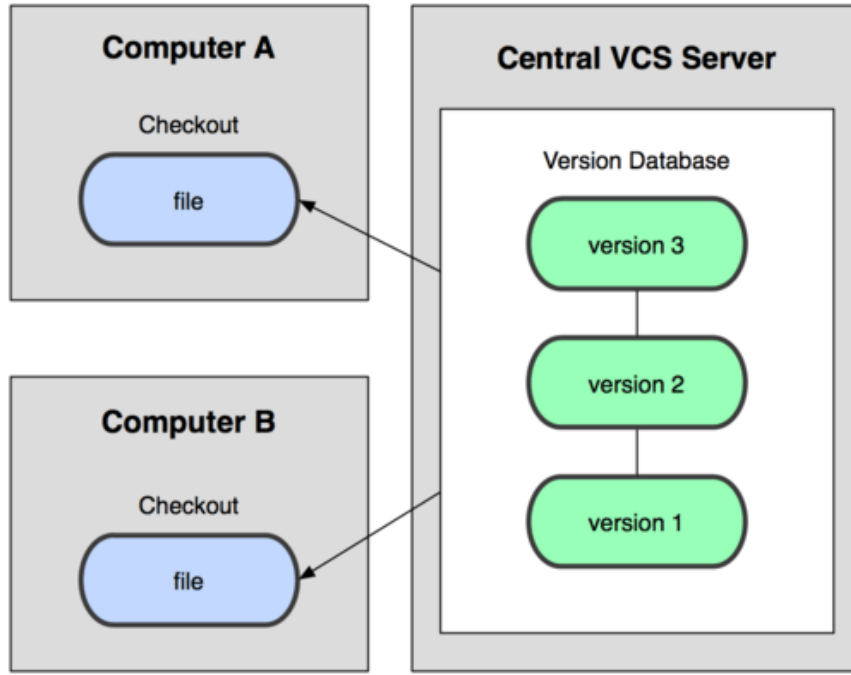 Computer A
Checkout
file
Computer B
Checkout
file
Central VCS Server
Version Database
version 3
version 2
version 1